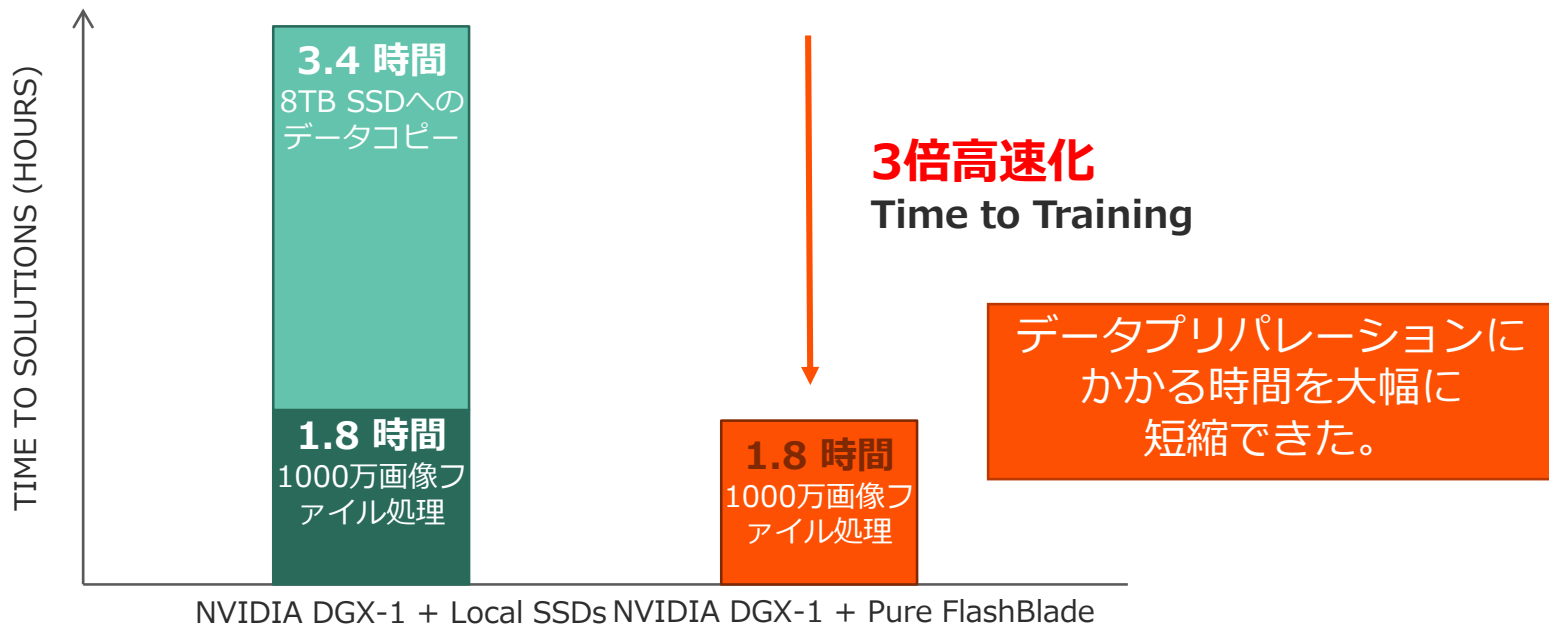 TIME TO SOLUTIONS (HOURS)
3.4 時間
8TB SSDへの
データコピー
1.8 時間
1000万画像フ
ァイル処理
1.8 時間
1000万画像フ
ァイル処理
3倍高速化
Time to Training
データプリパレーションに
かかる時間を大幅に
短縮できた。
NVIDIA DGX-1 + Local SSDs
NVIDIA DGX-1 + Pure FlashBlade